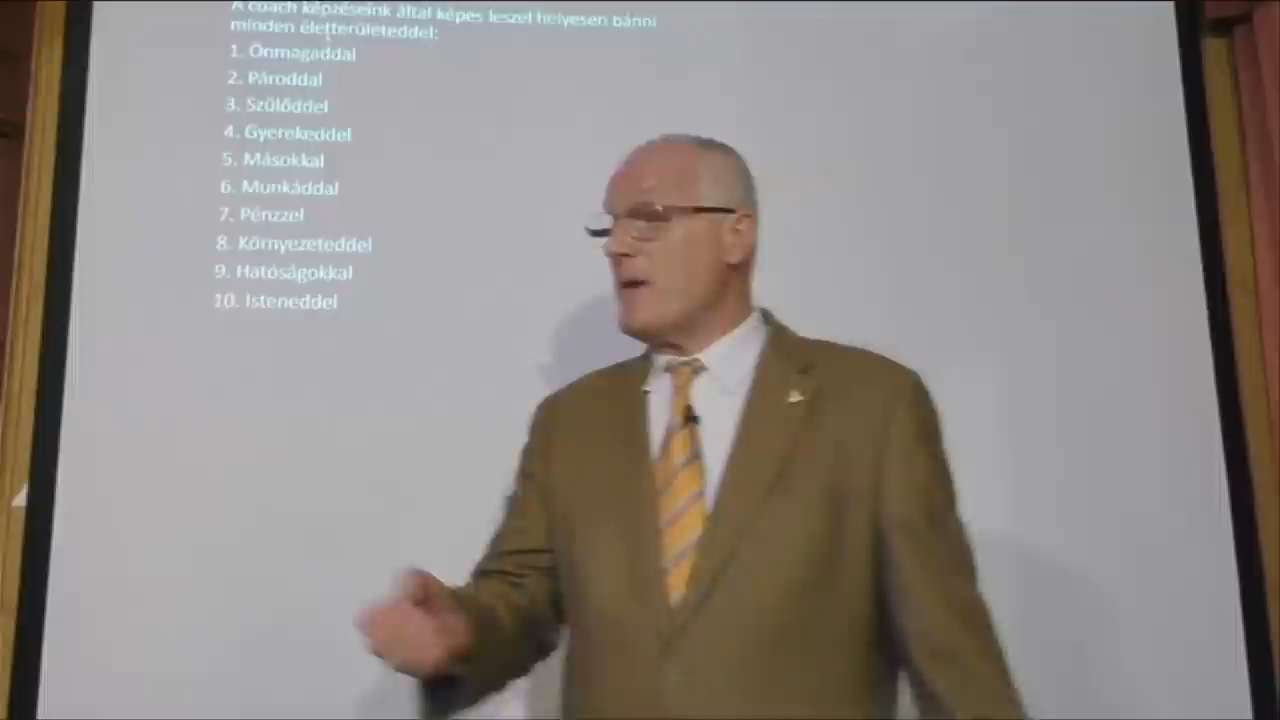 A coach képzéseink által képes leszel helyesen bánni
minden életterületeddel:
1. Önmagaddal
2. Pároddal
3. Szülőddel
4. Gyerekeddel
5. Másokkal
6. Munkáddal
7. Pénzzel
8. Környezeteddel
9. Hatóságokkal
10. Isteneddel